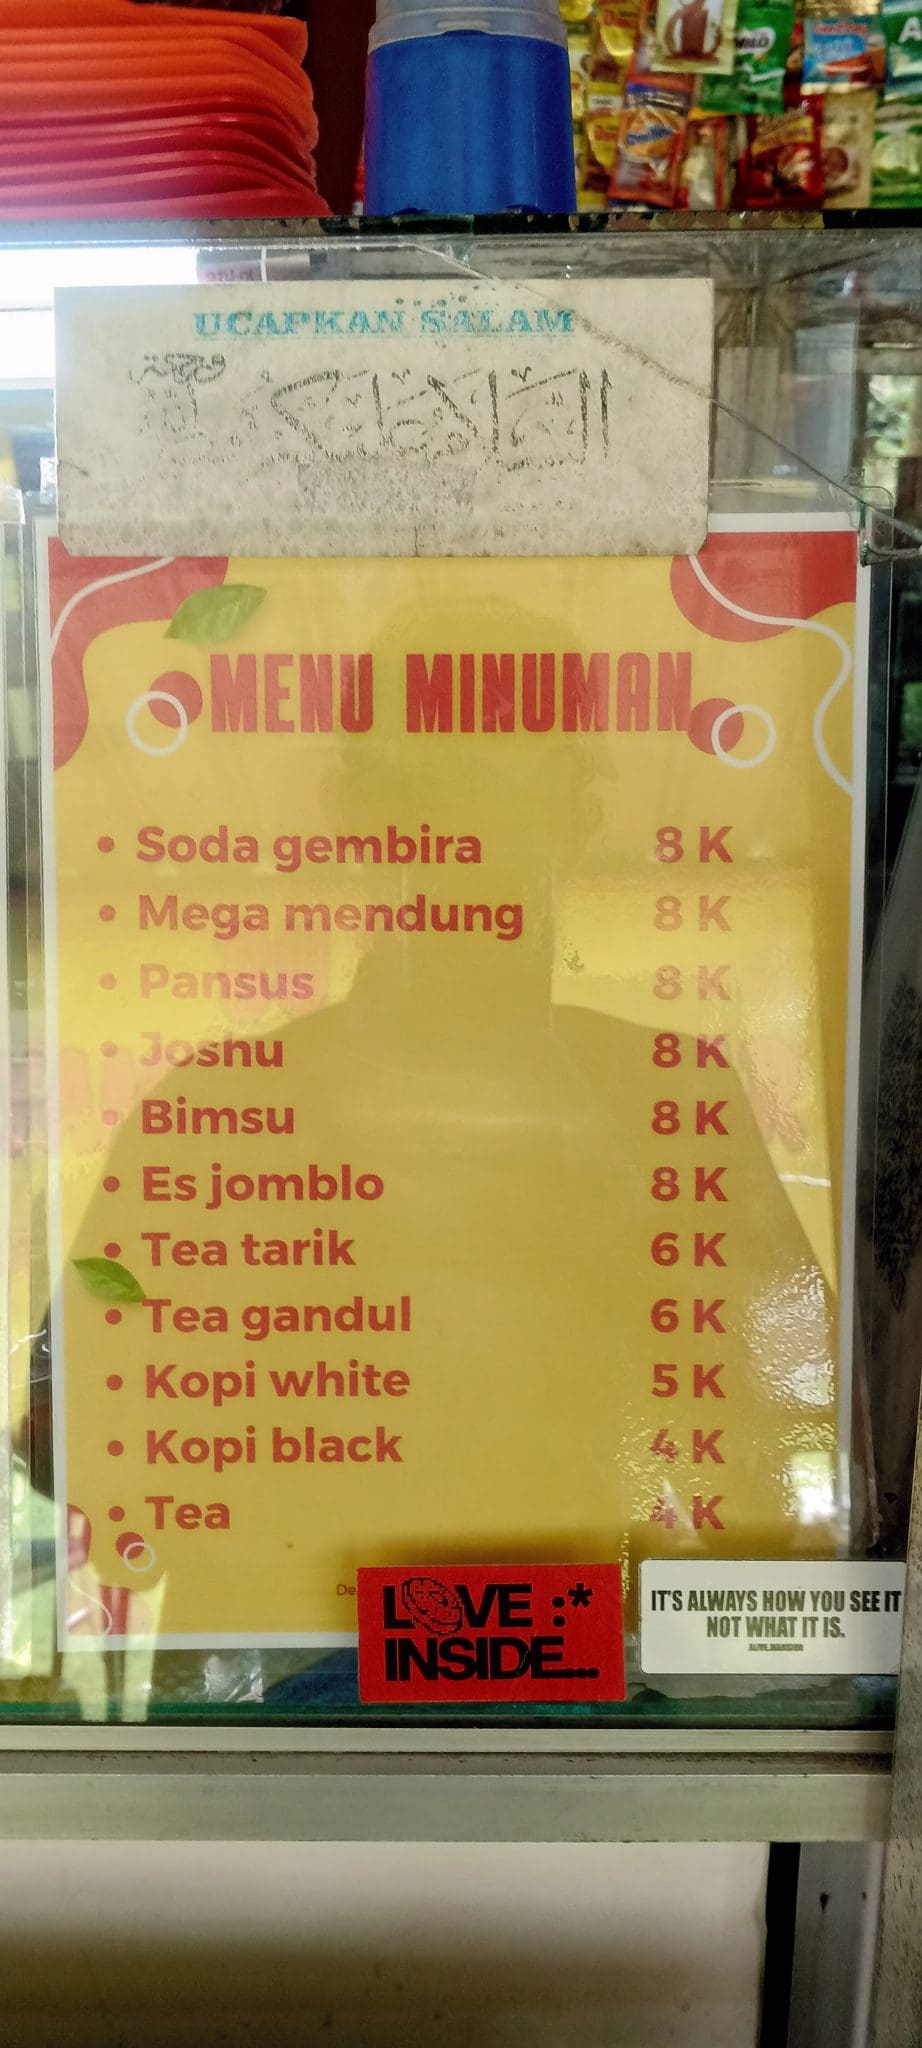 UCAPKAN SALAM
MENU MINUMAN
• Soda gembira 8 K
• Mega mendung 8 K
• Pansus 8 K
• Joshu 8 K
• Bimsu 8 K
• Es jomblo 8 K
• Tea tarik 6 K
• Tea gandul 6 K
• Kopi white 5 K
• Kopi black 4 K
• Tea 4 K
LOVE :*
INSIDE...
IT'S ALWAYS HOW YOU SEE IT
NOT WHAT IT IS.